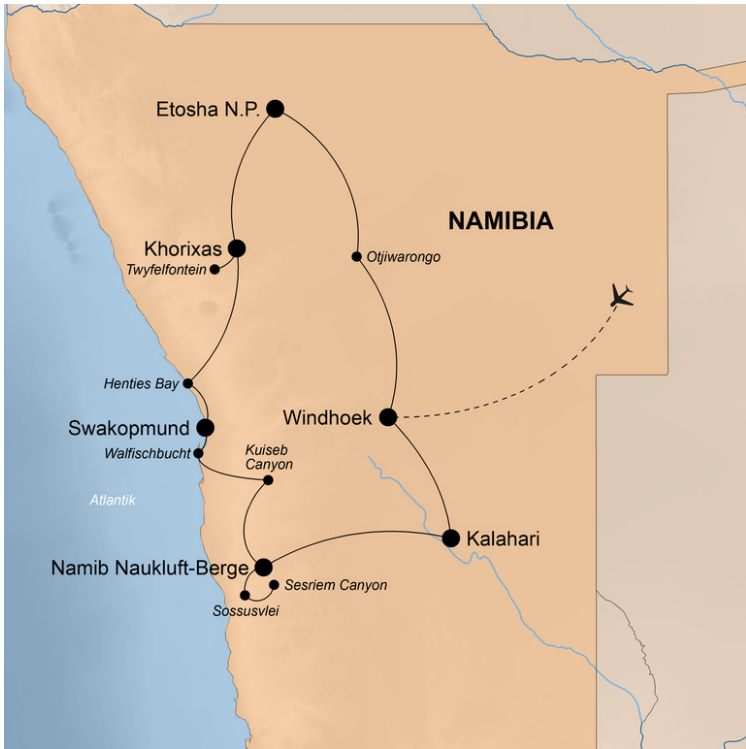 Etosha N.P.
NAMIBIA
Khorixas
Otjiwarongo
Twyfelfontein
Henties Bay
Windhoek
Swakopmund
Walfischbucht
Kuiseb
Canyon
Atlantik
Kalahari
Namib Naukluft-Berge
Sesriem Canyon
Sossusvlei